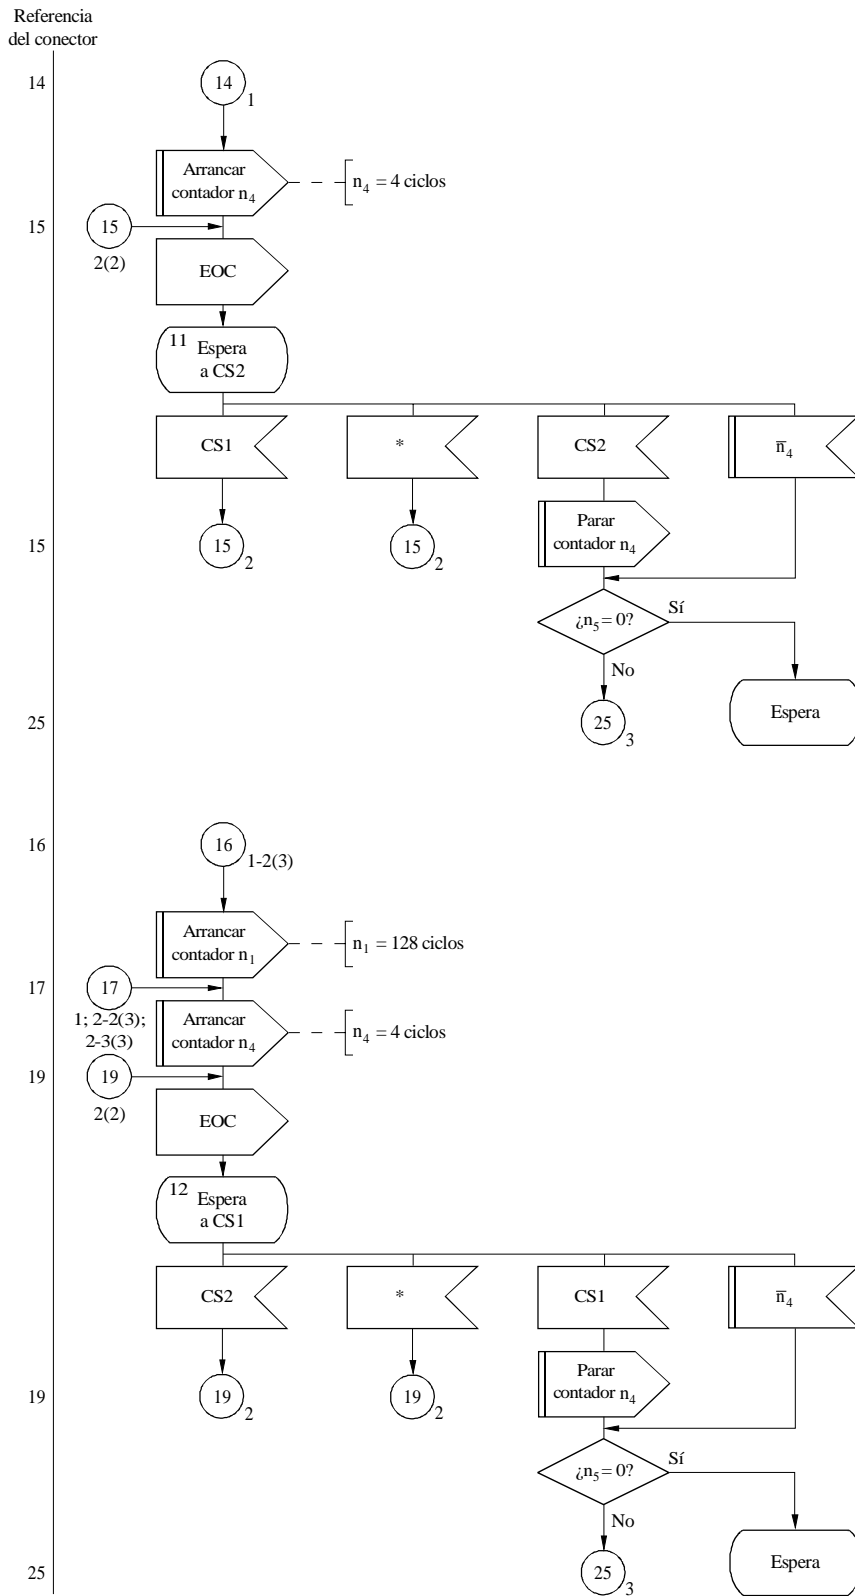 Referencia
del conector
14
14
1
Arrancar
contador n4
n4 = 4 ciclos
15
15
2(2)
EOC
11
Espera
a CS2
CS1
*
CS2
n̅4
15
15
2
15
2
Parar
contador n4
¿n5 = 0?
Sí
No
25
25
3
Espera
16
16
1-2(3)
Arrancar
contador n1
n1 = 128 ciclos
17
17
1; 2-2(3);
2-3(3)
Arrancar
contador n4
n4 = 4 ciclos
19
19
2(2)
EOC
12
Espera
a CS1
CS2
*
CS1
n̅4
19
19
2
19
2
Parar
contador n4
¿n5 = 0?
Sí
No
25
25
3
Espera